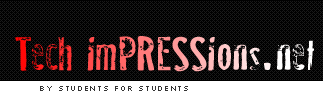 Tech imPRESSions.net
BY STUDENTS FOR STUDENTS